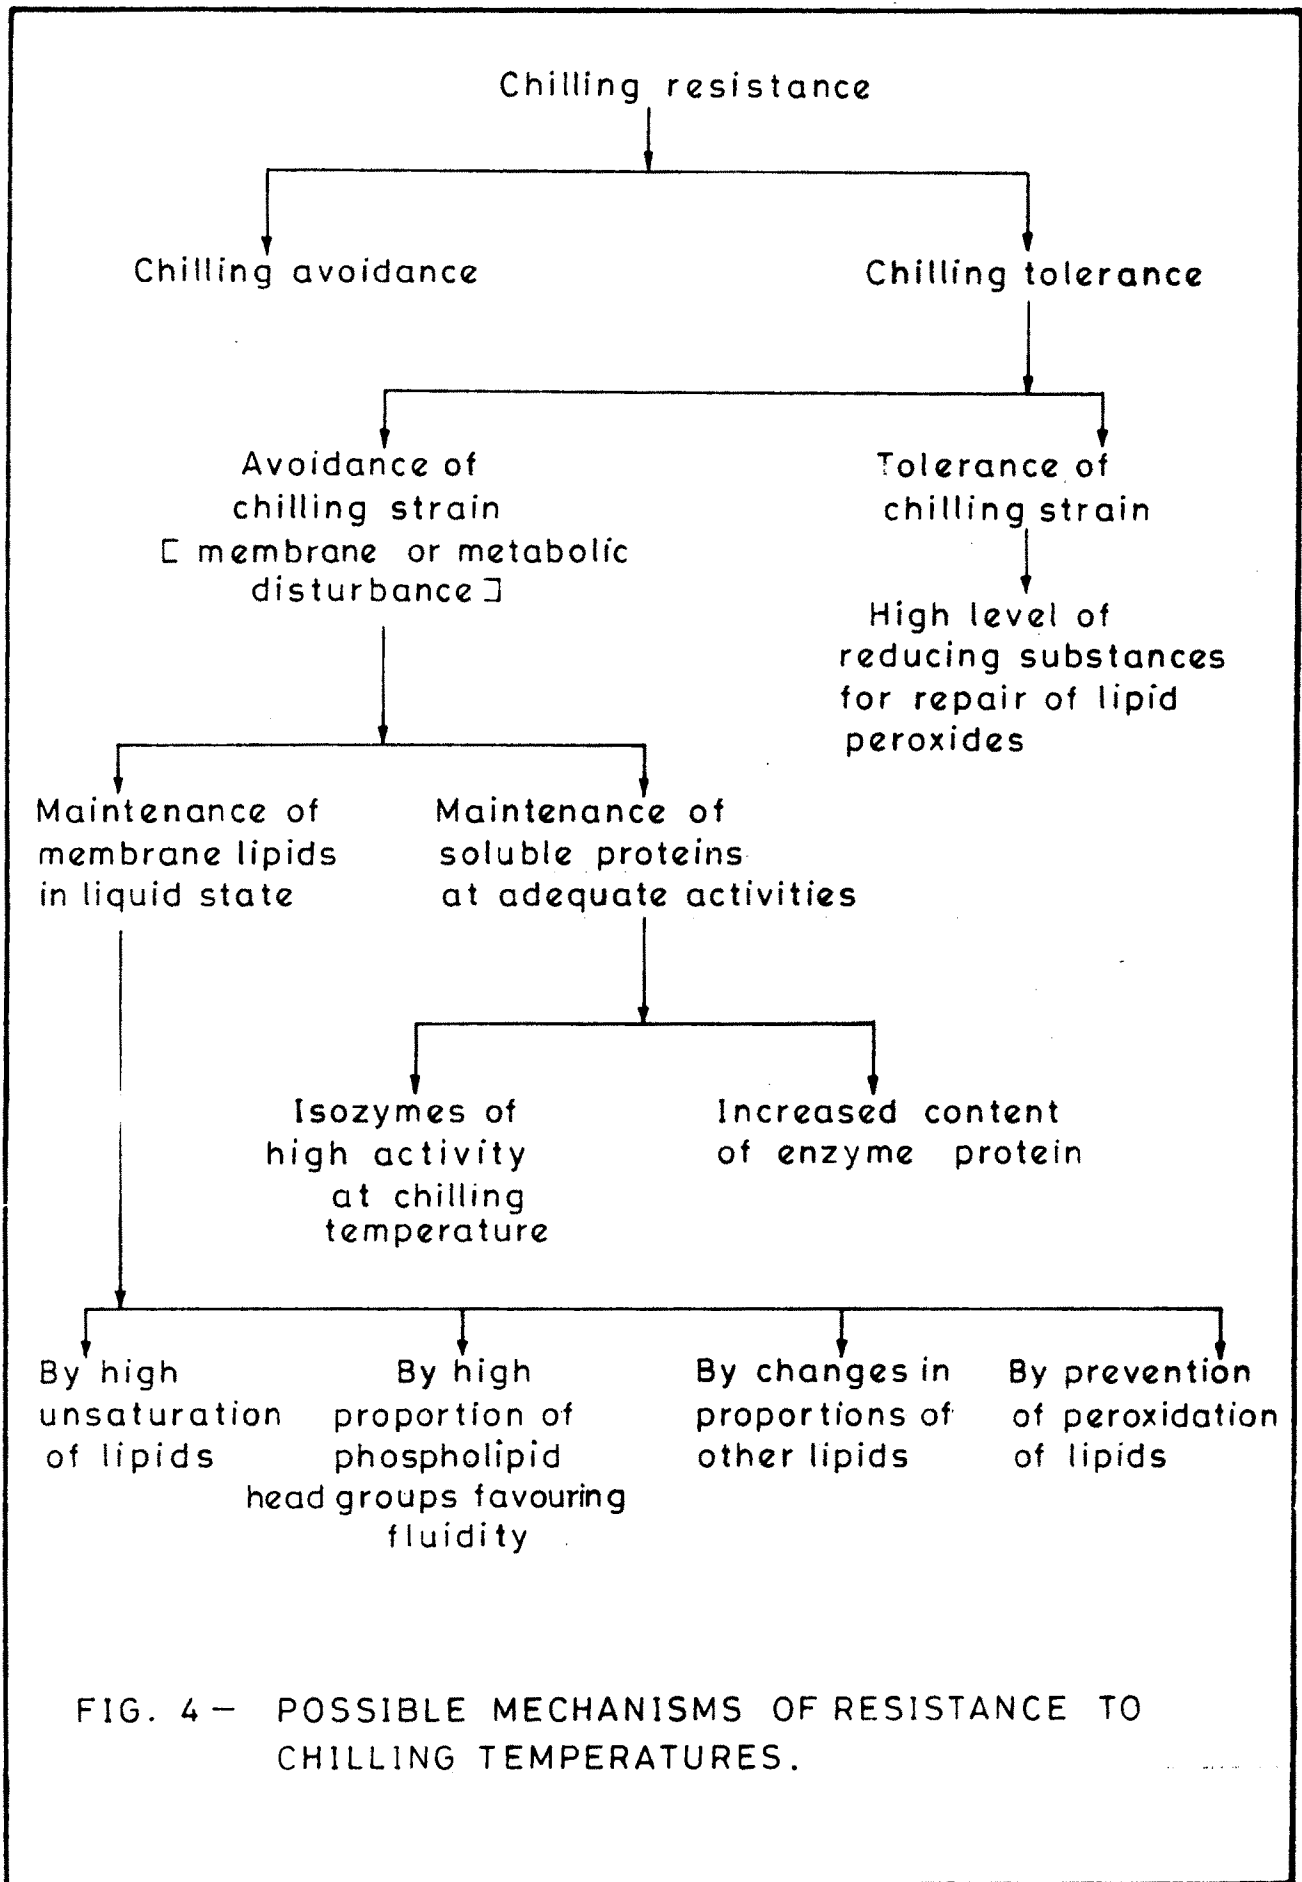 Chilling resistance
Chilling avoidance
Chilling tolerance
Avoidance of
chilling strain
[ membrane or metabolic
disturbance ]
Tolerance of
chilling strain
High level of
reducing substances
for repair of lipid
peroxides
Maintenance of
membrane lipids
in liquid state
Maintenance of
soluble proteins
at adequate activities
Isozymes of
high activity
at chilling
temperature
Increased content
of enzyme protein
By high
unsaturation
of lipids
By high
proportion of
phospholipid
head groups favouring
fluidity
By changes in
proportions of
other lipids
By prevention
of peroxidation
of lipids
FIG. 4 – POSSIBLE MECHANISMS OF RESISTANCE TO
CHILLING TEMPERATURES.